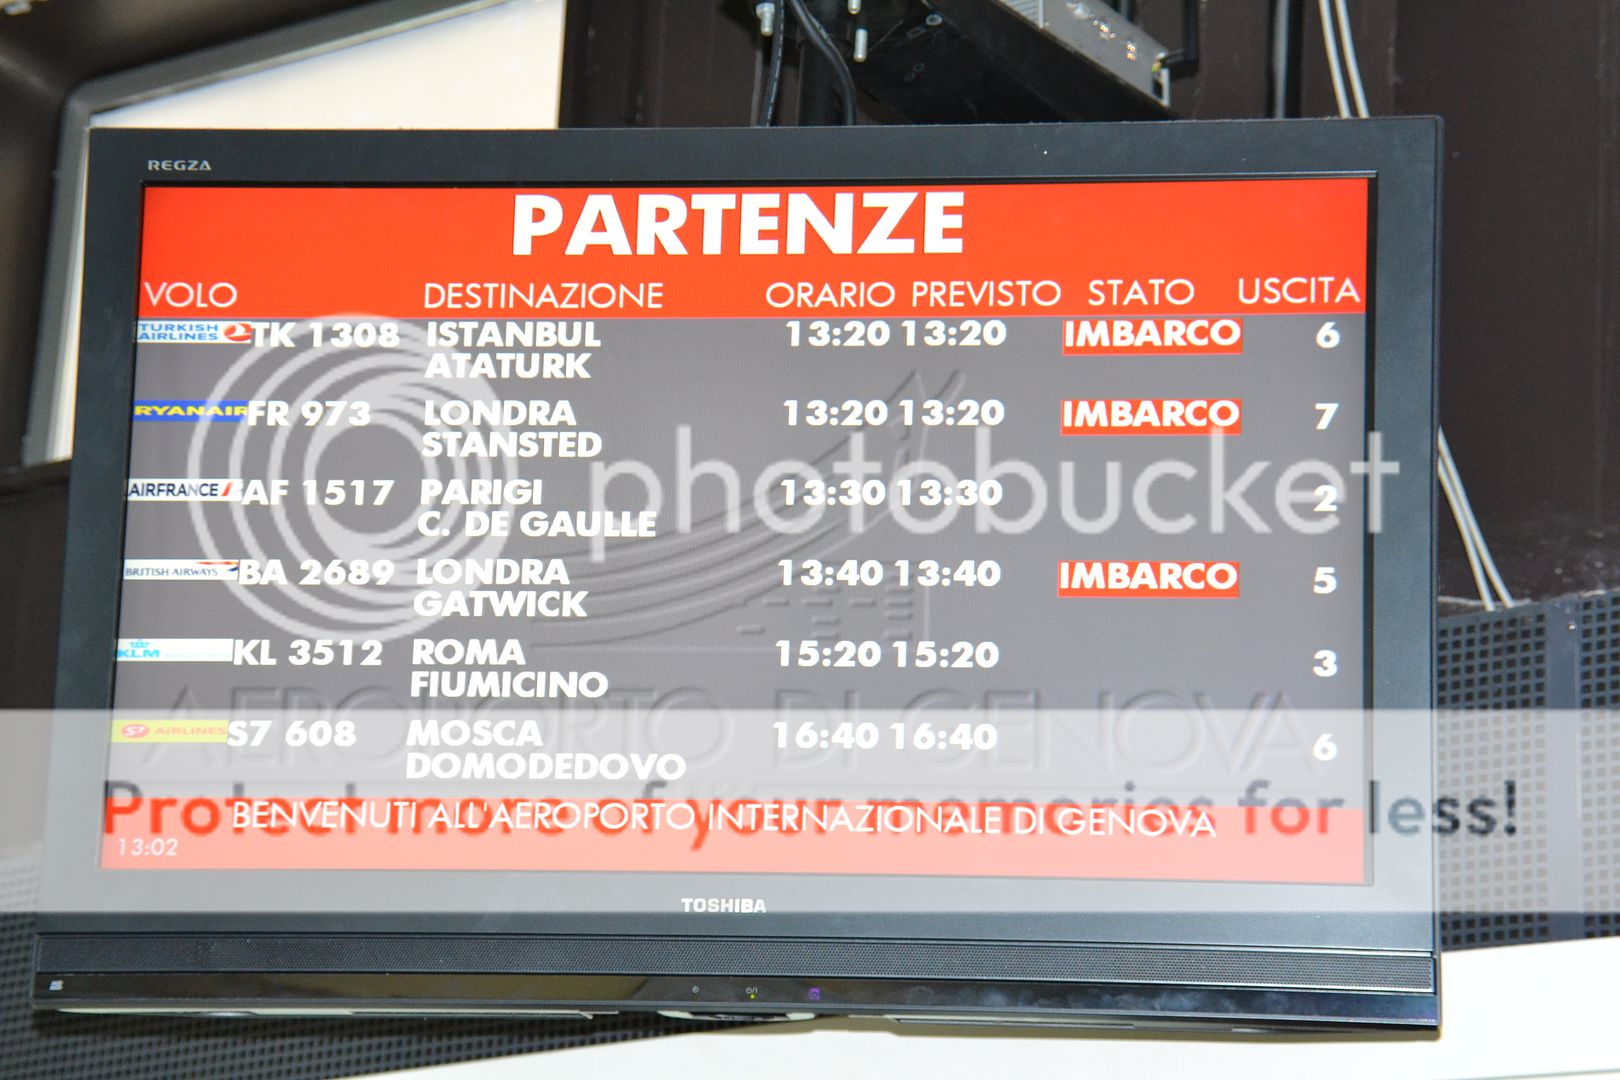 REGZA
PARTENZE
VOLO DESTINAZIONE ORARIO PREVISTO STATO USCITA
TURKISH AIRLINES TK 1308 ISTANBUL 13:20 13:20 IMBARCO 6
ATATURK
RYANAIR FR 973 LONDRA 13:20 13:20 IMBARCO 7
STANSTED
AIRFRANCE AF 1517 PARIGI 13:30 13:30 2
C. DE GAULLE
photobucket
BRITISH AIRWAYS BA 2689 LONDRA 13:40 13:40 IMBARCO 5
GATWICK
KLM KL 3512 ROMA 15:20 15:20 3
FIUMICINO
AEROPORTO DI GENOVA
S7 AIRLINES S7 608 MOSCA 16:40 16:40 6
DOMODEDOVO
Protect more of your memories for less!
BENVENUTI ALL'AEROPORTO INTERNAZIONALE DI GENOVA
13:02
TOSHIBA